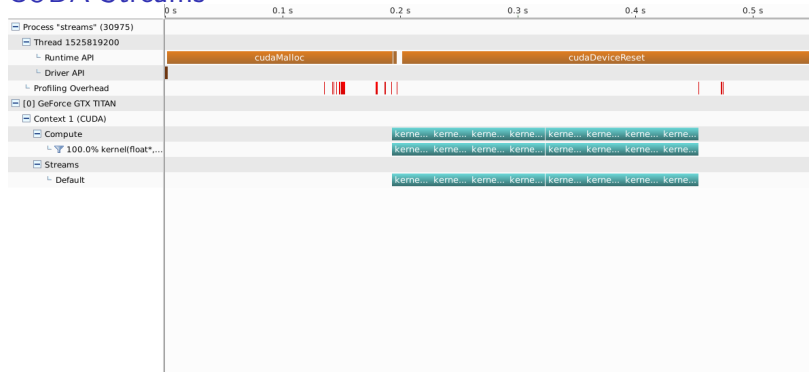 CUDA Streams
0 s 0.1 s 0.2 s 0.3 s 0.4 s 0.5 s
Process "streams" (30975)
Thread 1525819200
Runtime API cudaMalloc cudaDeviceReset
Driver API
Profiling Overhead
[0] GeForce GTX TITAN
Context 1 (CUDA)
Compute kerne... kerne... kerne... kerne... kerne... kerne... kerne... kerne...
100.0% kernel(float*,... kerne... kerne... kerne... kerne... kerne... kerne... kerne... kerne...
Streams
Default kerne... kerne... kerne... kerne... kerne... kerne... kerne... kerne...